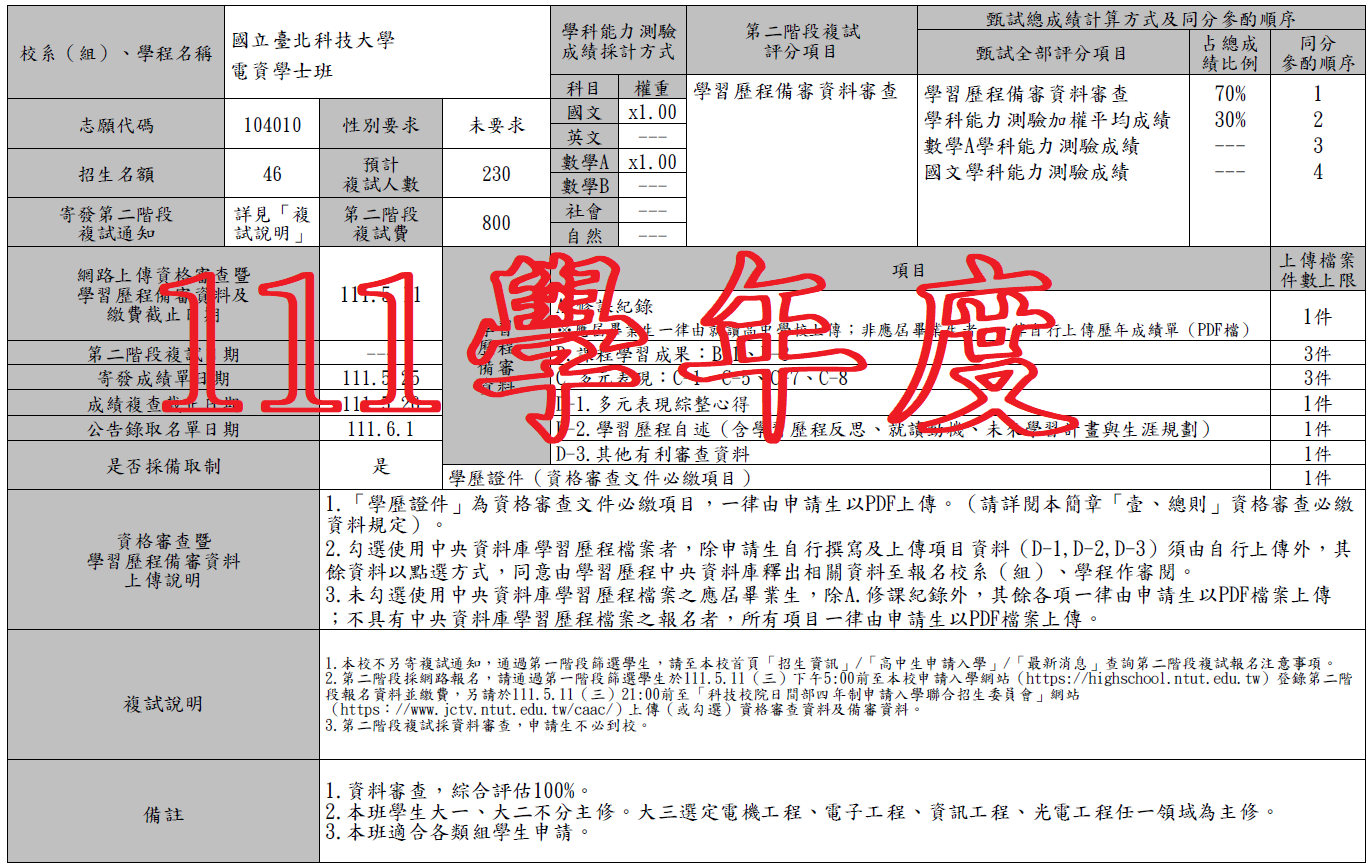 校系（組）、學程名稱
國立臺北科技大學
電資學士班
學科能力測驗
成績採計方式
第二階段複試
評分項目
甄試總成績計算方式及同分參酌順序
甄試全部評分項目
占總成
績比例
同分
參酌順序
科目 權重
國文 x1.00
英文 ---
數學A x1.00
數學B ---
社會 ---
自然 ---
學習歷程備審資料審查
學習歷程備審資料審查 70% 1
學科能力測驗加權平均成績 30% 2
數學A學科能力測驗成績 --- 3
國文學科能力測驗成績 --- 4
志願代碼 104010 性別要求 未要求
招生名額 46 預計
複試人數 230
寄發第二階段
複試通知
詳見「複
試說明」
第二階段
複試費
800
網路上傳資格審查暨
學習歷程備審資料及
繳費截止日期
第二階段複試日期 ---
寄發成績單日期 111.5.25
成績複查截止日期
公告錄取名單日期 111.6.1
是否採備取制 是
學習
歷程
備審
資料
項目
上傳檔案
件數上限
A.修課紀錄
※應屆畢業生一律由就讀高中學校上傳；非應屆畢業生者，一律自行上傳歷年成績單（PDF檔）
1件
B.課程學習成果：B-1、 3件
C.多元表現：C-1、C-5、C-7、C-8 3件
D-1.多元表現綜整心得 1件
D-2.學習歷程自述（含學習歷程反思、就讀動機、未來學習計畫與生涯規劃） 1件
D-3.其他有利審查資料 1件
學歷證件（資格審查文件必繳項目） 1件
111學年度
資格審查暨
學習歷程備審資料
上傳說明
1.「學歷證件」為資格審查文件必繳項目，一律由申請生以PDF上傳。（請詳閱本簡章「壹、總則」資格審查必繳
資料規定）。
2.勾選使用中央資料庫學習歷程檔案者，除申請生自行撰寫及上傳項目資料（D-1,D-2,D-3）須由自行上傳外，其
餘資料以點選方式，同意由學習歷程中央資料庫釋出相關資料至報名校系（組）、學程作審閱。
3.未勾選使用中央資料庫學習歷程檔案之應屆畢業生，除A.修課紀錄外，其餘各項一律由申請生以PDF檔案上傳
；不具有中央資料庫學習歷程檔案之報名者，所有項目一律由申請生以PDF檔案上傳。
複試說明
1.本校不另寄複試通知，通過第一階段篩選學生，請至本校首頁「招生資訊」/「高中生申請入學」/「最新消息」查詢第二階段複試報名注意事項。
2.第二階段採網路報名，請通過第一階段篩選學生於111.5.11（三）下午5:00前至本校申請入學網站（https://highschool.ntut.edu.tw）登錄第二階
段報名資料並繳費，另請於111.5.11（三）21:00前至「科技校院日間部四年制申請入學聯合招生委員會」網站
（https：//www.jctv.ntut.edu.tw/caac/）上傳（或勾選）資格審查資料及備審資料。
3.第二階段複試採資料審查，申請生不必到校。
備註
1.資料審查，綜合評估100%。
2.本班學生大一、大二不分主修。大三選定電機工程、電子工程、資訊工程、光電工程任一領域為主修。
3.本班適合各類組學生申請。